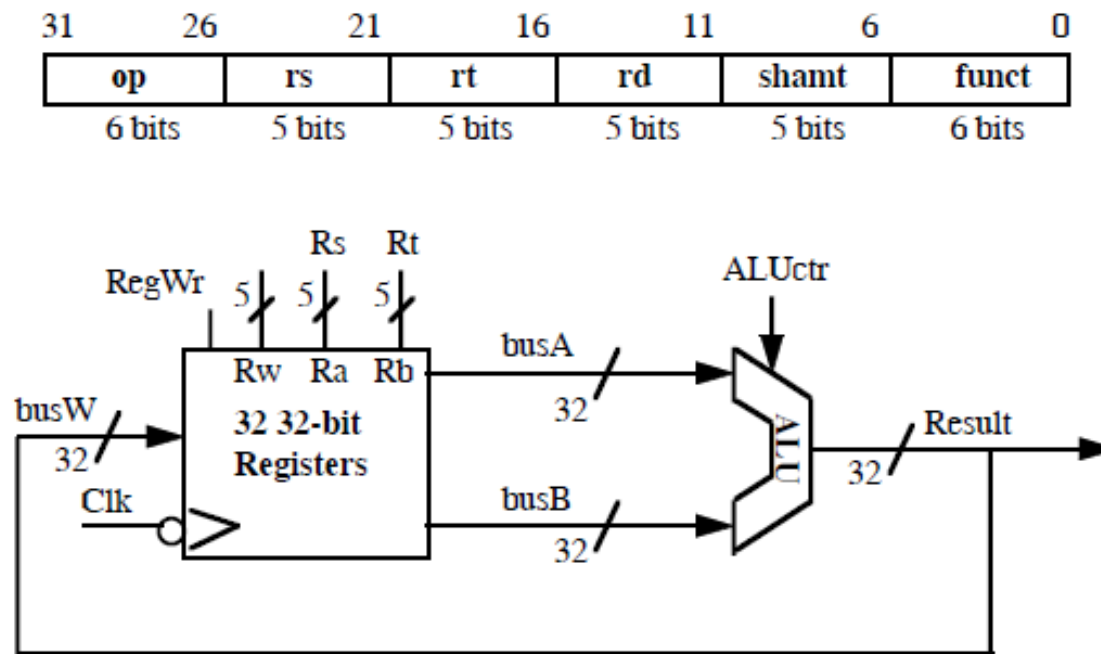 31 26 21 16 11 6 0
op rs rt rd shamt funct
6 bits 5 bits 5 bits 5 bits 5 bits 6 bits
Rs Rt
RegWr 5 5 5 ALUctr
Rw Ra Rb busA
busW 32 32-bit 32 Result
32 Registers ALU 32
Clk busB
32